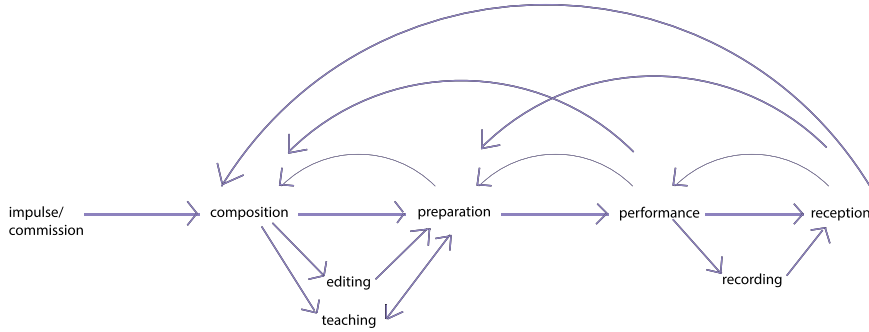 impulse/
commission
composition
preparation
performance
reception
editing
teaching
recording